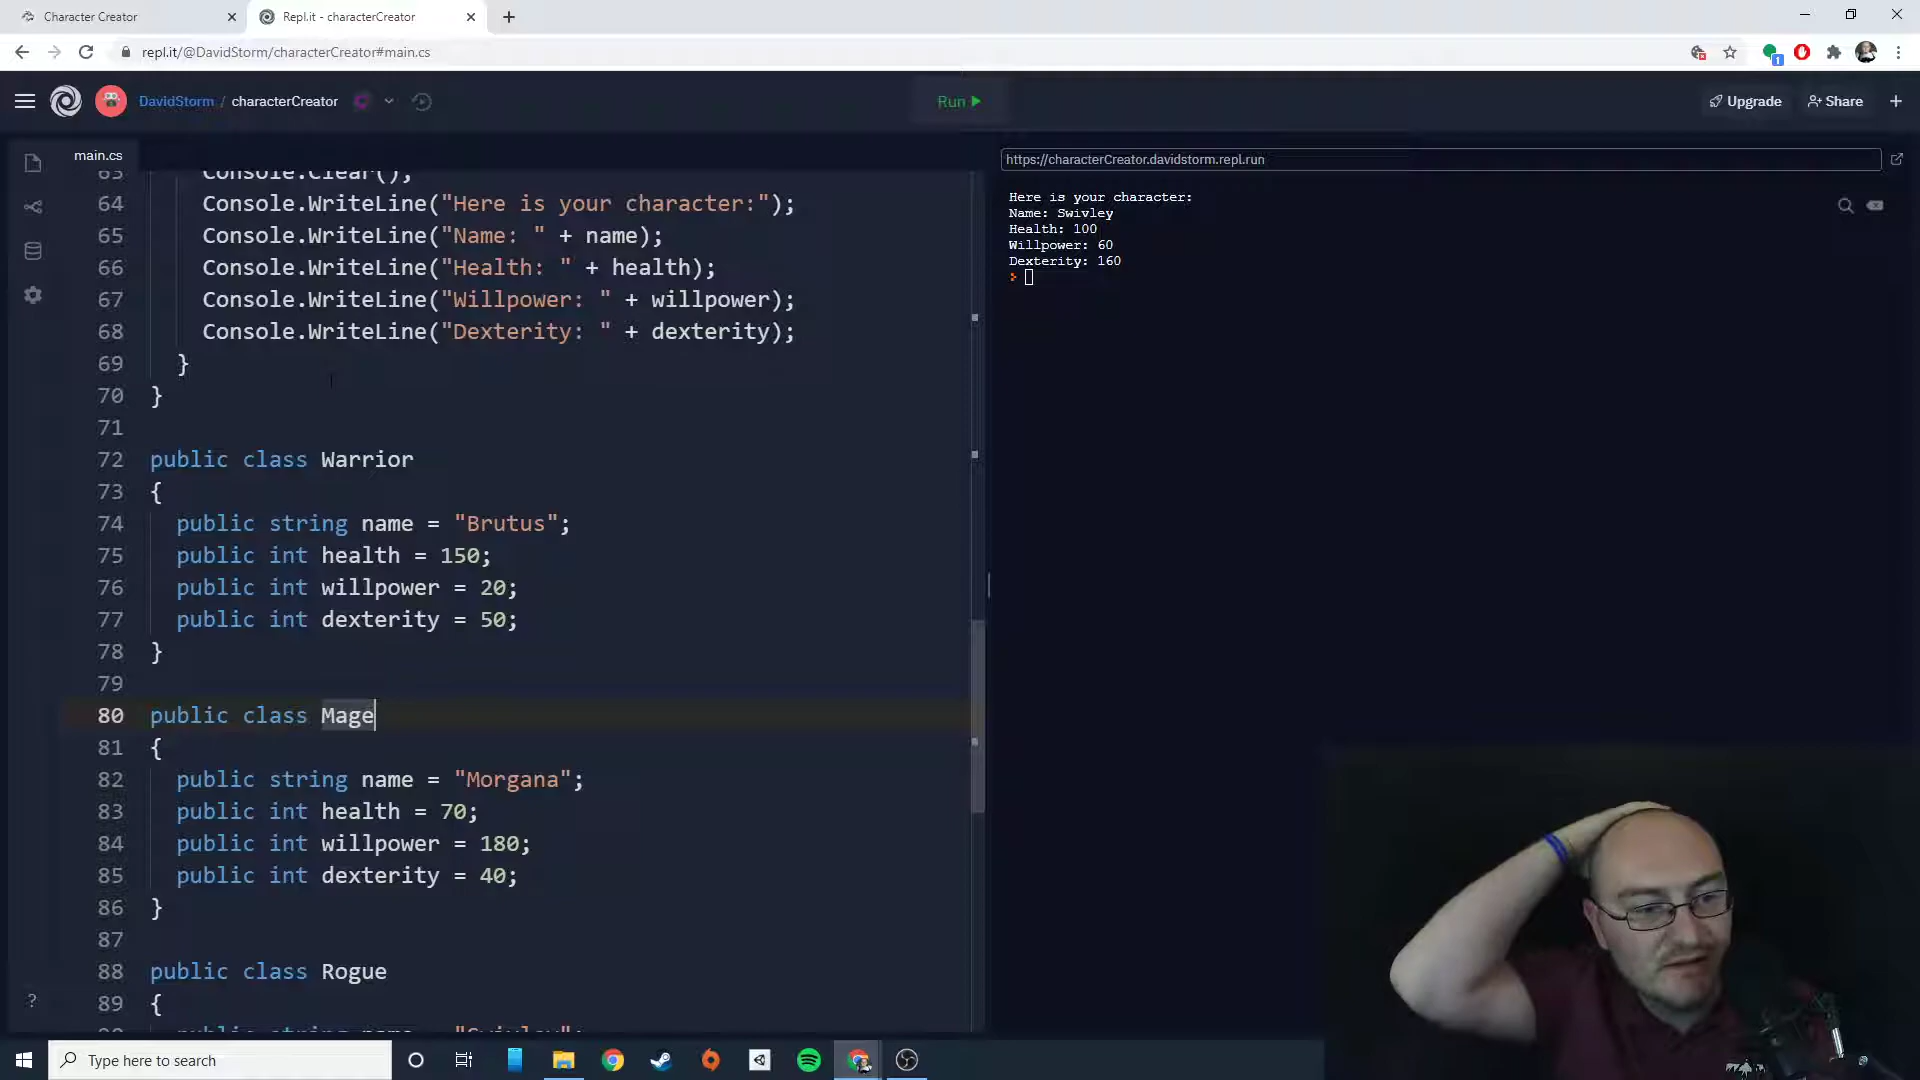 Character Creator
Repl.it - characterCreator
repl.it/@DavidStorm/characterCreator#main.cs
1
DavidStorm / characterCreator
Run
Upgrade
Share
main.cs
https://characterCreator.davidstorm.repl.run
63 Console.Clear();
64 Console.WriteLine("Here is your character:");
65 Console.WriteLine("Name: " + name);
66 Console.WriteLine("Health: " + health);
67 Console.WriteLine("Willpower: " + willpower);
68 Console.WriteLine("Dexterity: " + dexterity);
69 }
70 }
71
72 public class Warrior
73 {
74 public string name = "Brutus";
75 public int health = 150;
76 public int willpower = 20;
77 public int dexterity = 50;
78 }
79
80 public class Mage
81 {
82 public string name = "Morgana";
83 public int health = 70;
84 public int willpower = 180;
85 public int dexterity = 40;
86 }
87
88 public class Rogue
89 {
Here is your character:
Name: Swivley
Health: 100
Willpower: 60
Dexterity: 160
?
Type here to search